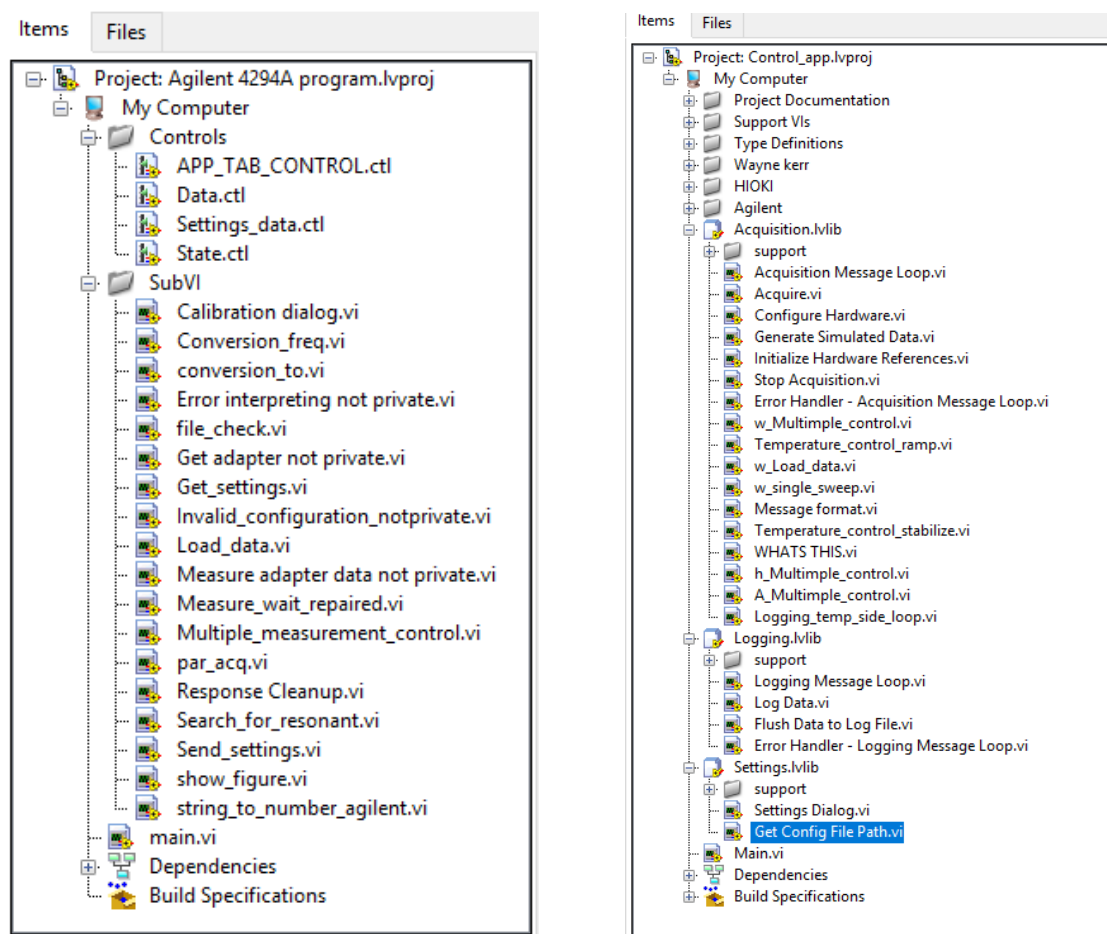 Items
Files
Project: Agilent 4294A program.lvproj
My Computer
Controls
APP_TAB_CONTROL.ctl
Data.ctl
Settings_data.ctl
State.ctl
SubVI
Calibration dialog.vi
Conversion_freq.vi
conversion_to.vi
Error interpreting not private.vi
file_check.vi
Get adapter not private.vi
Get_settings.vi
Invalid_configuration_notprivate.vi
Load_data.vi
Measure adapter data not private.vi
Measure_wait_repaired.vi
Multiple_measurement_control.vi
par_acq.vi
Response Cleanup.vi
Search_for_resonant.vi
Send_settings.vi
show_figure.vi
string_to_number_agilent.vi
main.vi
Dependencies
Build Specifications
Items
Files
Project: Control_app.lvproj
My Computer
Project Documentation
Support VIs
Type Definitions
Wayne kerr
HIOKI
Agilent
Acquisition.lvlib
support
Acquisition Message Loop.vi
Acquire.vi
Configure Hardware.vi
Generate Simulated Data.vi
Initialize Hardware References.vi
Stop Acquisition.vi
Error Handler - Acquisition Message Loop.vi
w_Multimple_control.vi
Temperature_control_ramp.vi
w_Load_data.vi
w_single_sweep.vi
Message format.vi
Temperature_control_stabilize.vi
WHATS THIS.vi
h_Multimple_control.vi
A_Multimple_control.vi
Logging_temp_side_loop.vi
Logging.lvlib
support
Logging Message Loop.vi
Log Data.vi
Flush Data to Log File.vi
Error Handler - Logging Message Loop.vi
Settings.lvlib
support
Settings Dialog.vi
Get Config File Path.vi
Main.vi
Dependencies
Build Specifications